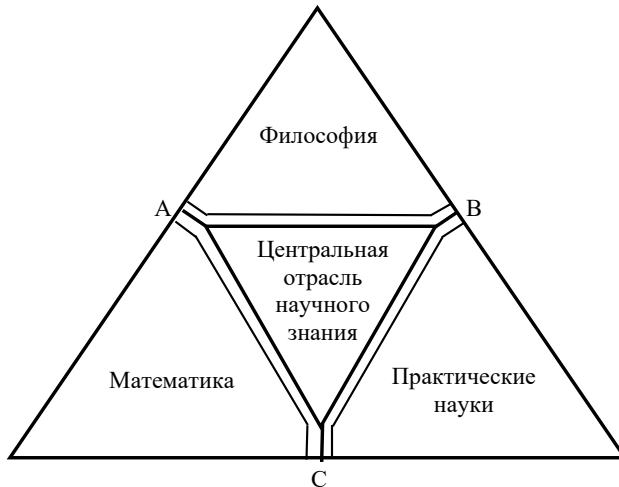 Философия
А
В
Центральная
отрасль
научного
знания
Математика
Практические
науки
С